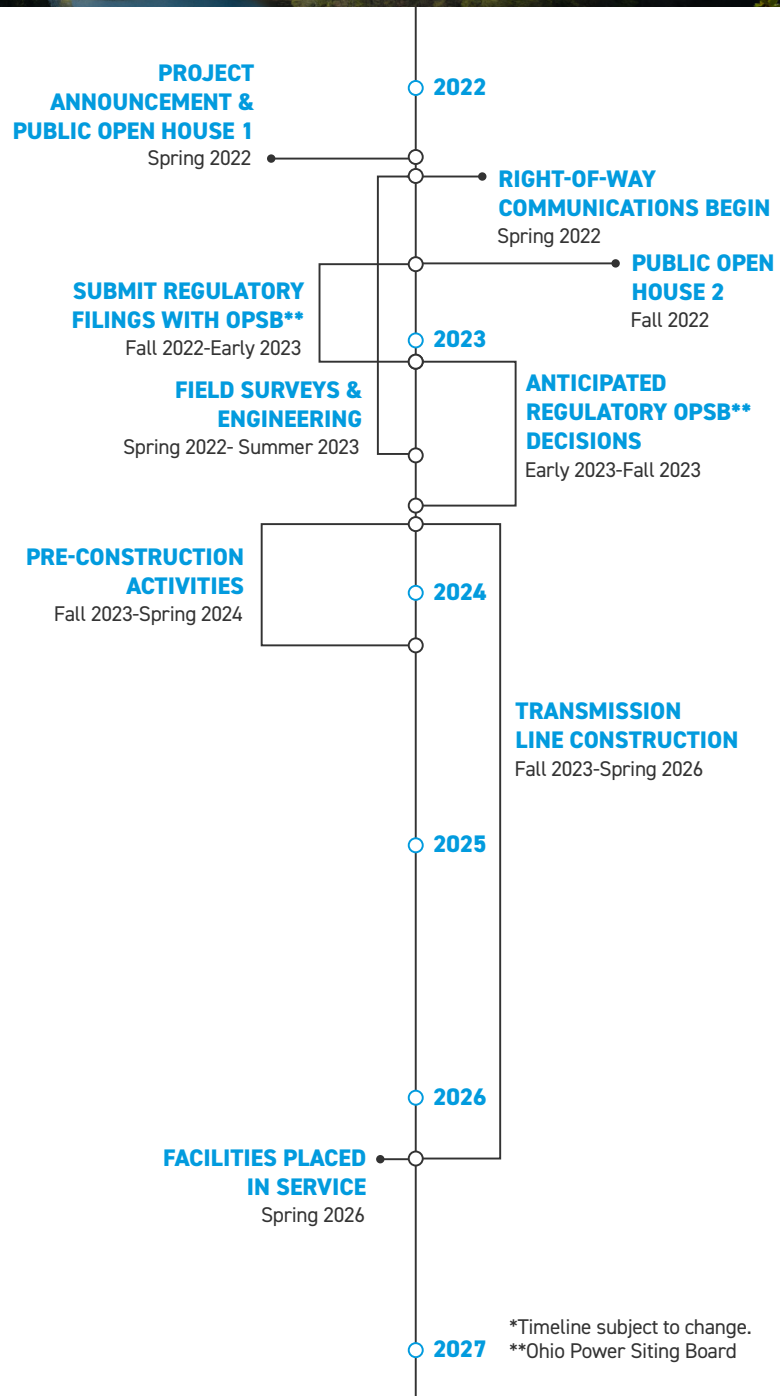 2022
PROJECT
ANNOUNCEMENT &
PUBLIC OPEN HOUSE 1
Spring 2022
RIGHT-OF-WAY
COMMUNICATIONS BEGIN
Spring 2022
PUBLIC OPEN
HOUSE 2
Fall 2022
SUBMIT REGULATORY
FILINGS WITH OPSB**
Fall 2022-Early 2023
2023
FIELD SURVEYS &
ENGINEERING
Spring 2022- Summer 2023
ANTICIPATED
REGULATORY OPSB**
DECISIONS
Early 2023-Fall 2023
PRE-CONSTRUCTION
ACTIVITIES
Fall 2023-Spring 2024
2024
TRANSMISSION
LINE CONSTRUCTION
Fall 2023-Spring 2026
2025
2026
FACILITIES PLACED
IN SERVICE
Spring 2026
2027
*Timeline subject to change.
**Ohio Power Siting Board